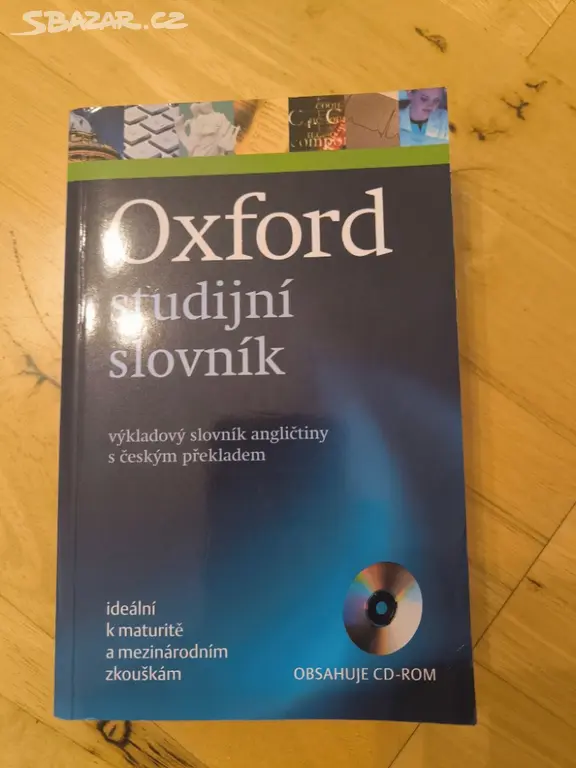 SBAZAR.CZ
Oxford
studijní
slovník
výkladový slovník angličtiny
s českým překladem
ideální
k maturitě
a mezinárodním
zkouškám
OBSAHUJE CD-ROM